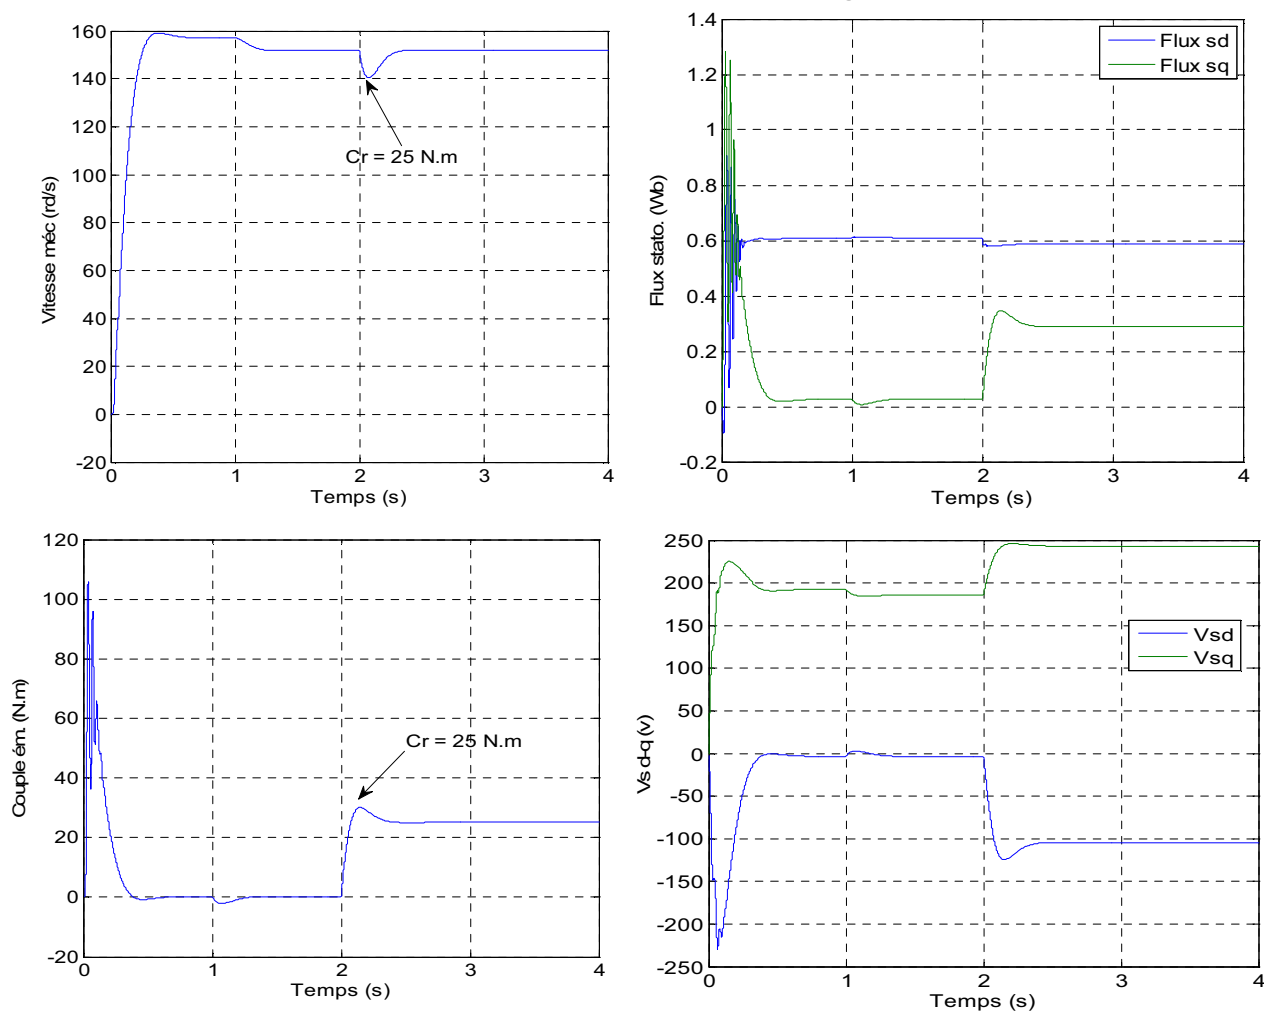 160
140
120
100
80
60
40
20
0
-20
Vitesse méc (rd/s)
Cr = 25 N.m
0 1 2 3 4
Temps (s)
1.4
1.2
1
0.8
0.6
0.4
0.2
0
-0.2
Flux stato. (Wb)
Flux sd
Flux sq
0 1 2 3 4
Temps (s)
120
100
80
60
40
20
0
-20
Couple ém. (N.m)
Cr = 25 N.m
0 1 2 3 4
Temps (s)
250
200
150
100
50
0
-50
-100
-150
-200
-250
Vsd-q (v)
Vsd
Vsq
0 1 2 3 4
Temps (s)